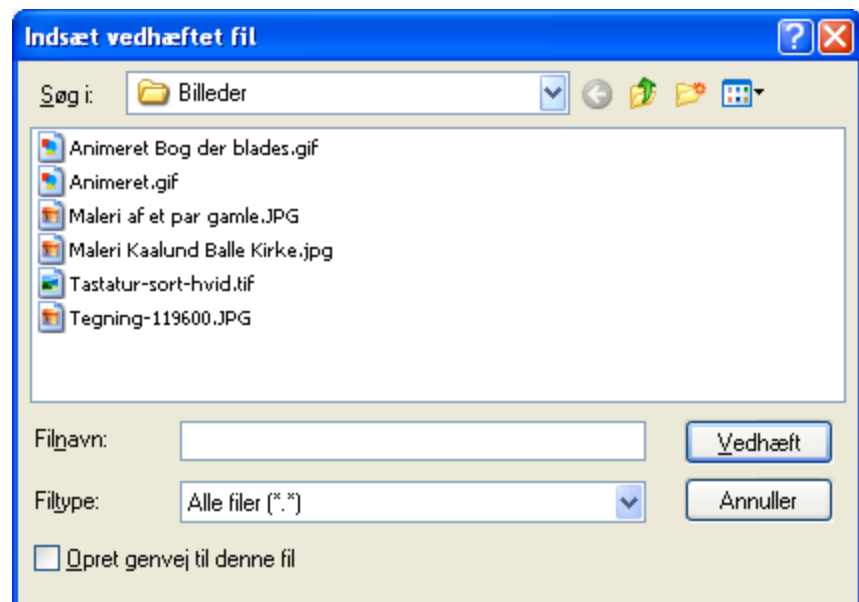 Indsæt vedhæftet fil
Søg i: Billeder
Animeret Bog der blades.gif
Animeret.gif
Maleri af et par gamle.JPG
Maleri Kaalund Balle Kirke.jpg
Tastatur-sort-hvid.tif
Tegning-119600.JPG
Filnavn: Vedhæft
Filtype: Alle filer (*.*) Annuller
Opret genvej til denne fil